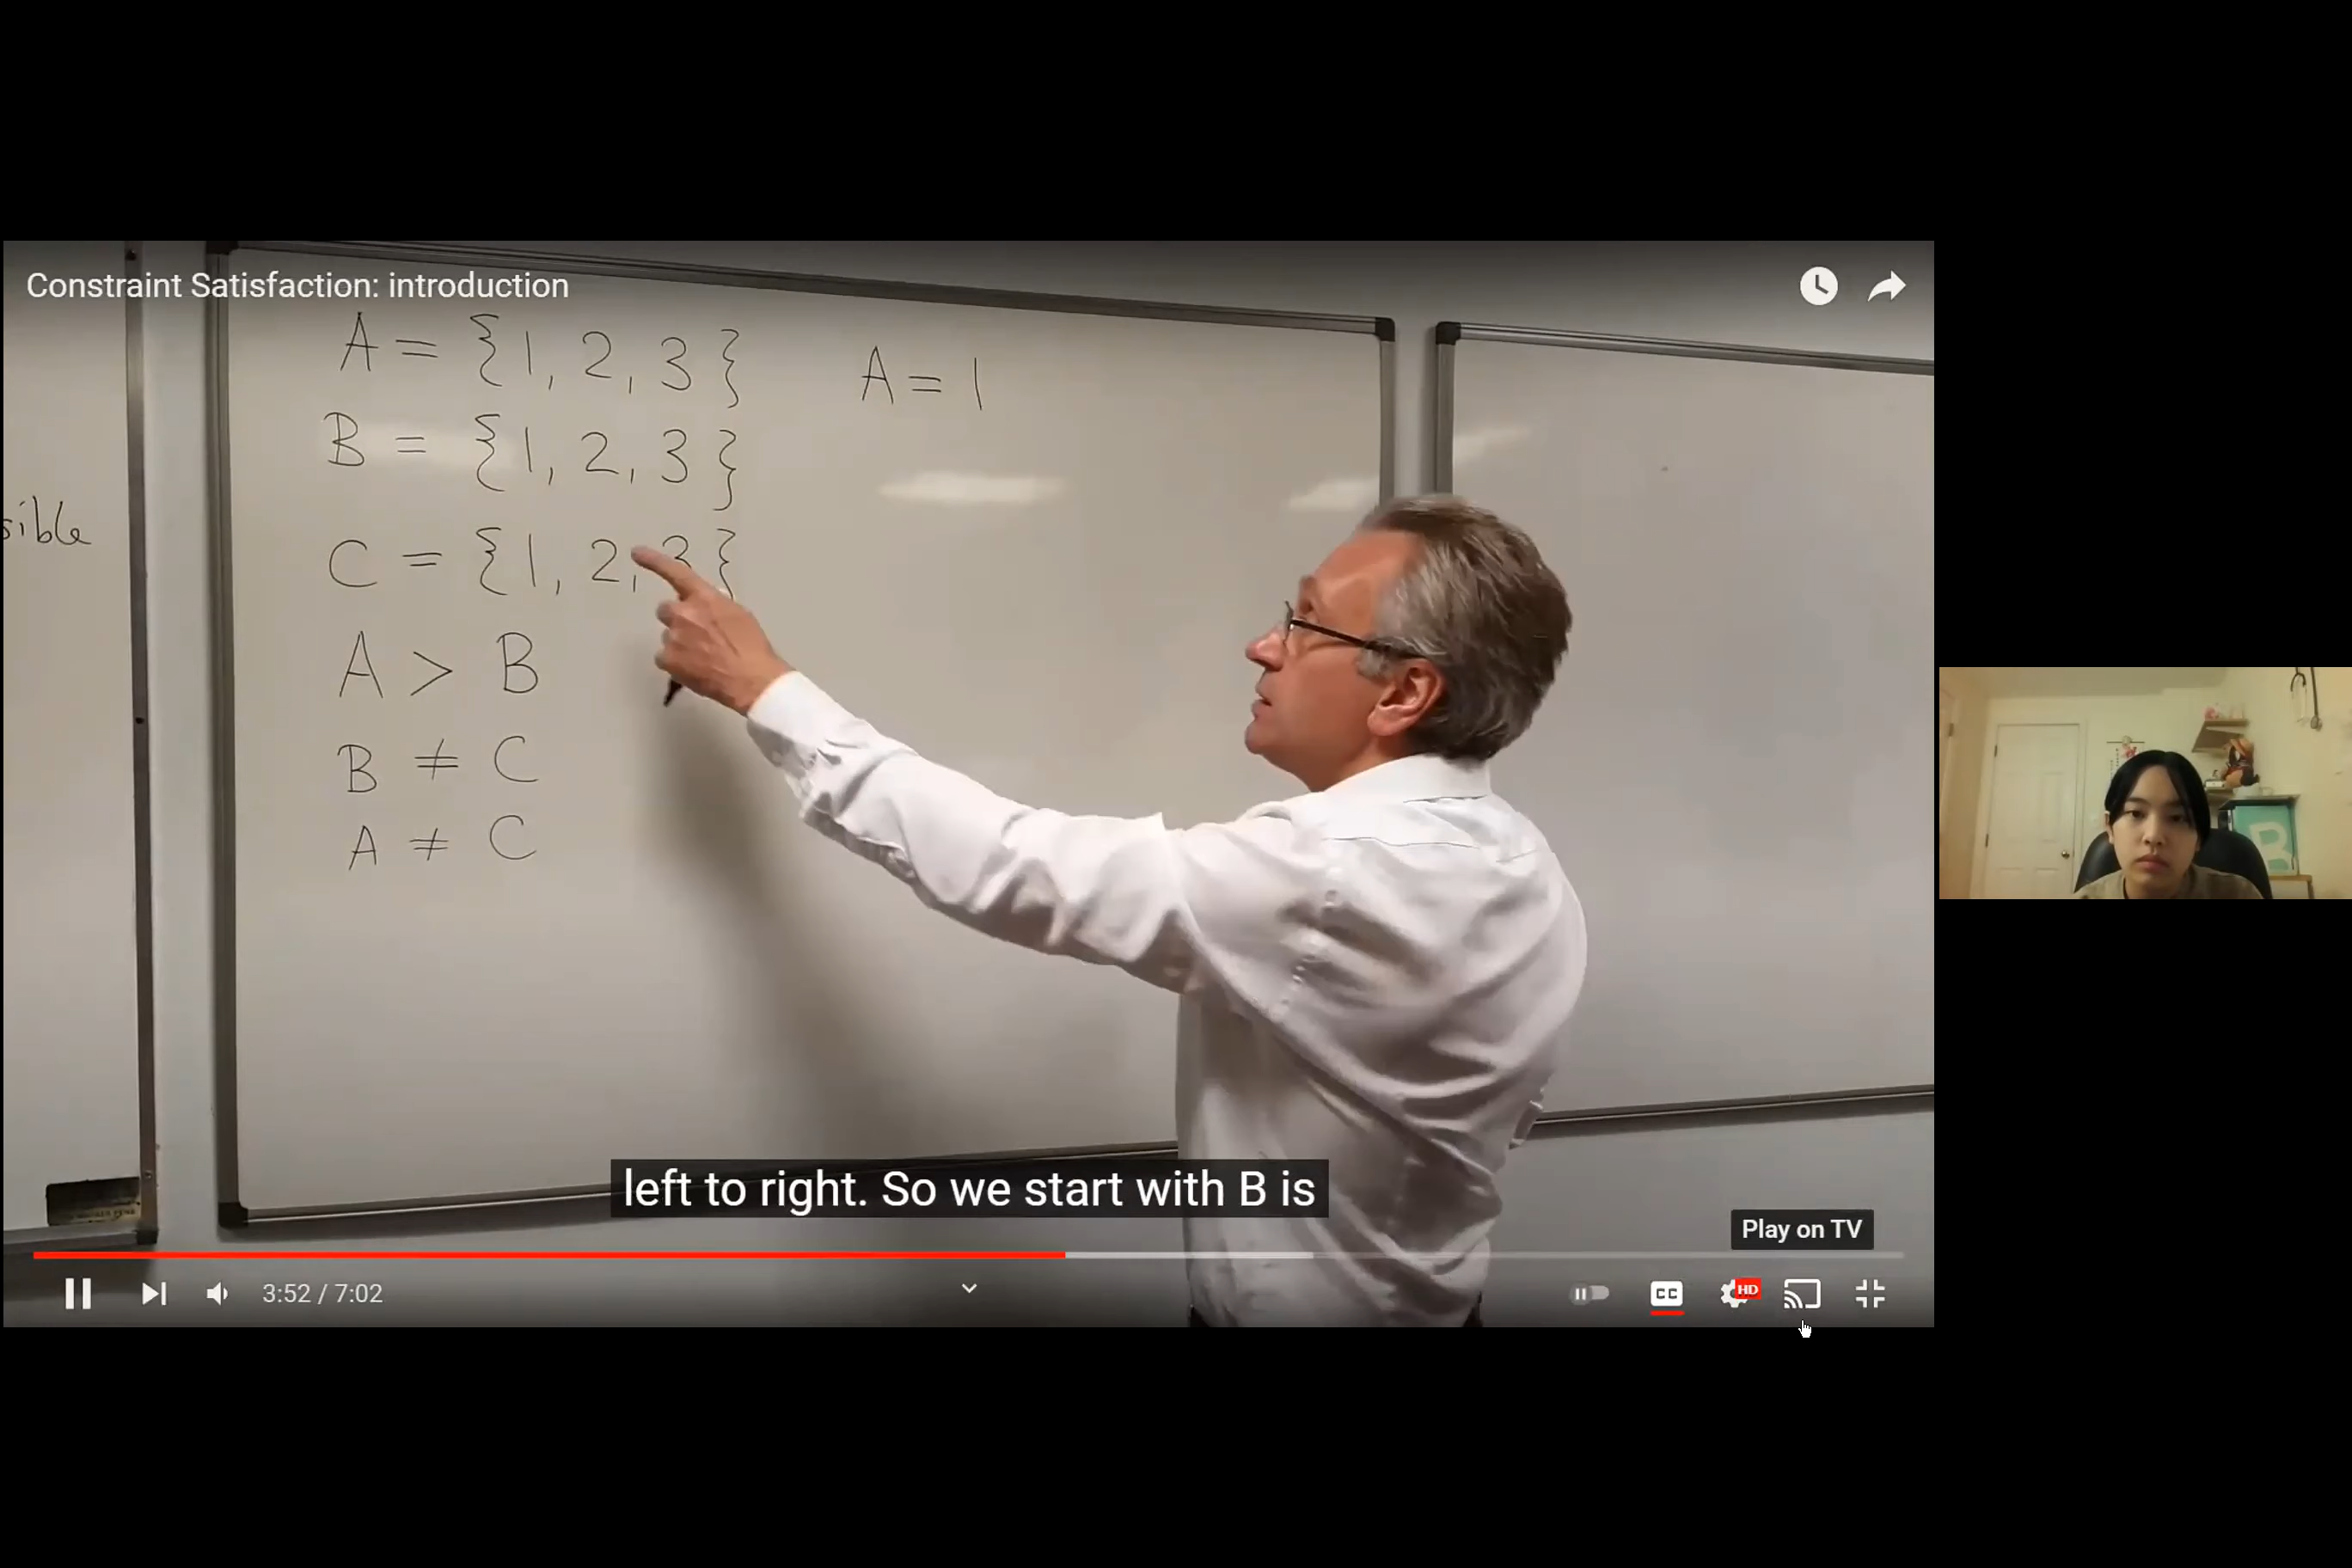 Constraint Satisfaction: introduction
A = {1, 2, 3}
B = {1, 2, 3}
C = {1, 2, 3}
A > B
B ≠ C
A ≠ C
A = 1
sible
left to right. So we start with B is
Play on TV
3:52 / 7:02
CC
HD
B